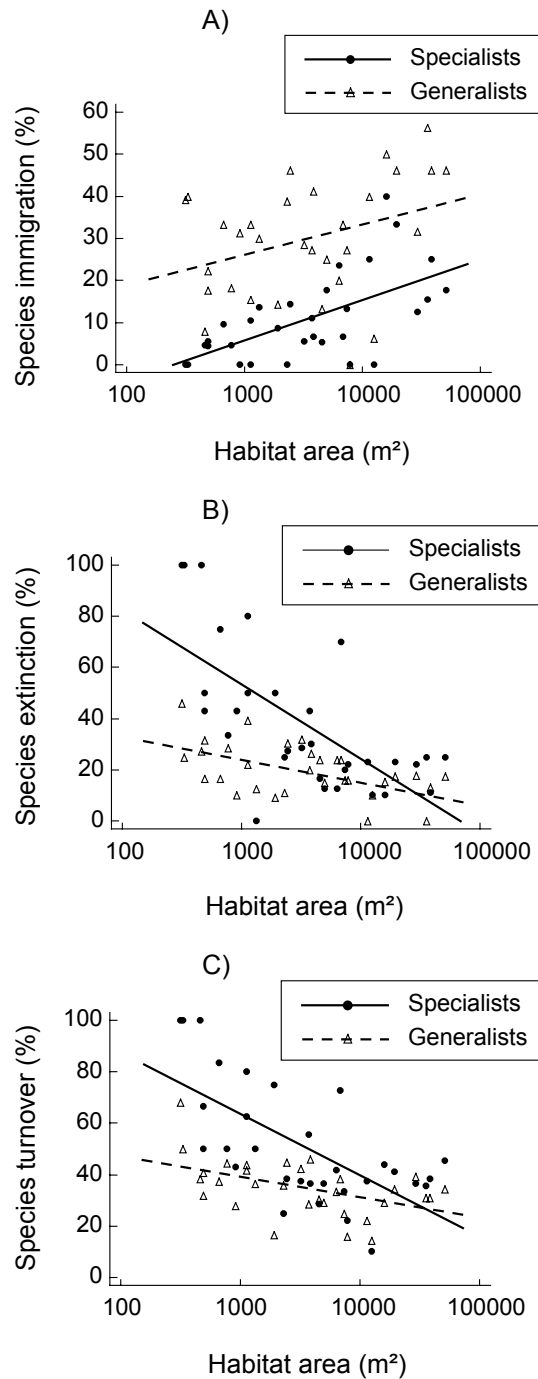 A)
Specialists
Generalists
Species immigration (%)
60
50
40
30
20
10
0
100 1000 10000 100000
Habitat area (m²)
B)
Specialists
Generalists
Species extinction (%)
100
80
60
40
20
0
100 1000 10000 100000
Habitat area (m²)
C)
Specialists
Generalists
Species turnover (%)
100
80
60
40
20
0
100 1000 10000 100000
Habitat area (m²)